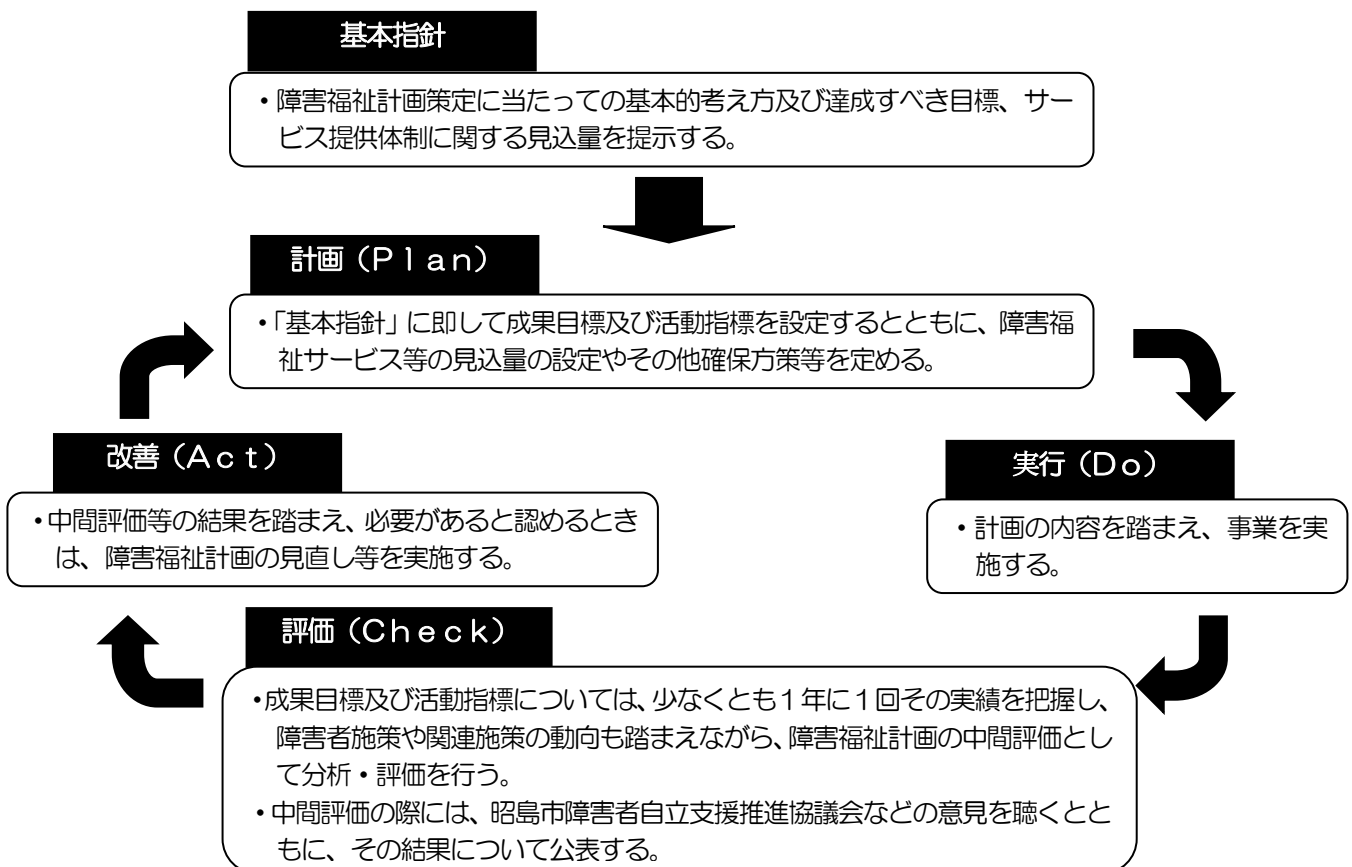 基本指針
・障害福祉計画策定に当たっての基本的考え方及び達成すべき目標、サー
ビス提供体制に関する見込量を提示する。
計画（Ｐｌａｎ）
・「基本指針」に即して成果目標及び活動指標を設定するとともに、障害福
祉サービス等の見込量の設定やその他確保方策等を定める。
改善（Ａｃｔ）
・中間評価等の結果を踏まえ、必要があると認めるとき
は、障害福祉計画の見直し等を実施する。
実行（Ｄｏ）
・計画の内容を踏まえ、事業を実
施する。
評価（Ｃｈｅｃｋ）
・成果目標及び活動指標については、少なくとも１年に１回その実績を把握し、
障害者施策や関連施策の動向も踏まえながら、障害福祉計画の中間評価とし
て分析・評価を行う。
・中間評価の際には、昭島市障害者自立支援推進協議会などの意見を聴くとと
もに、その結果について公表する。